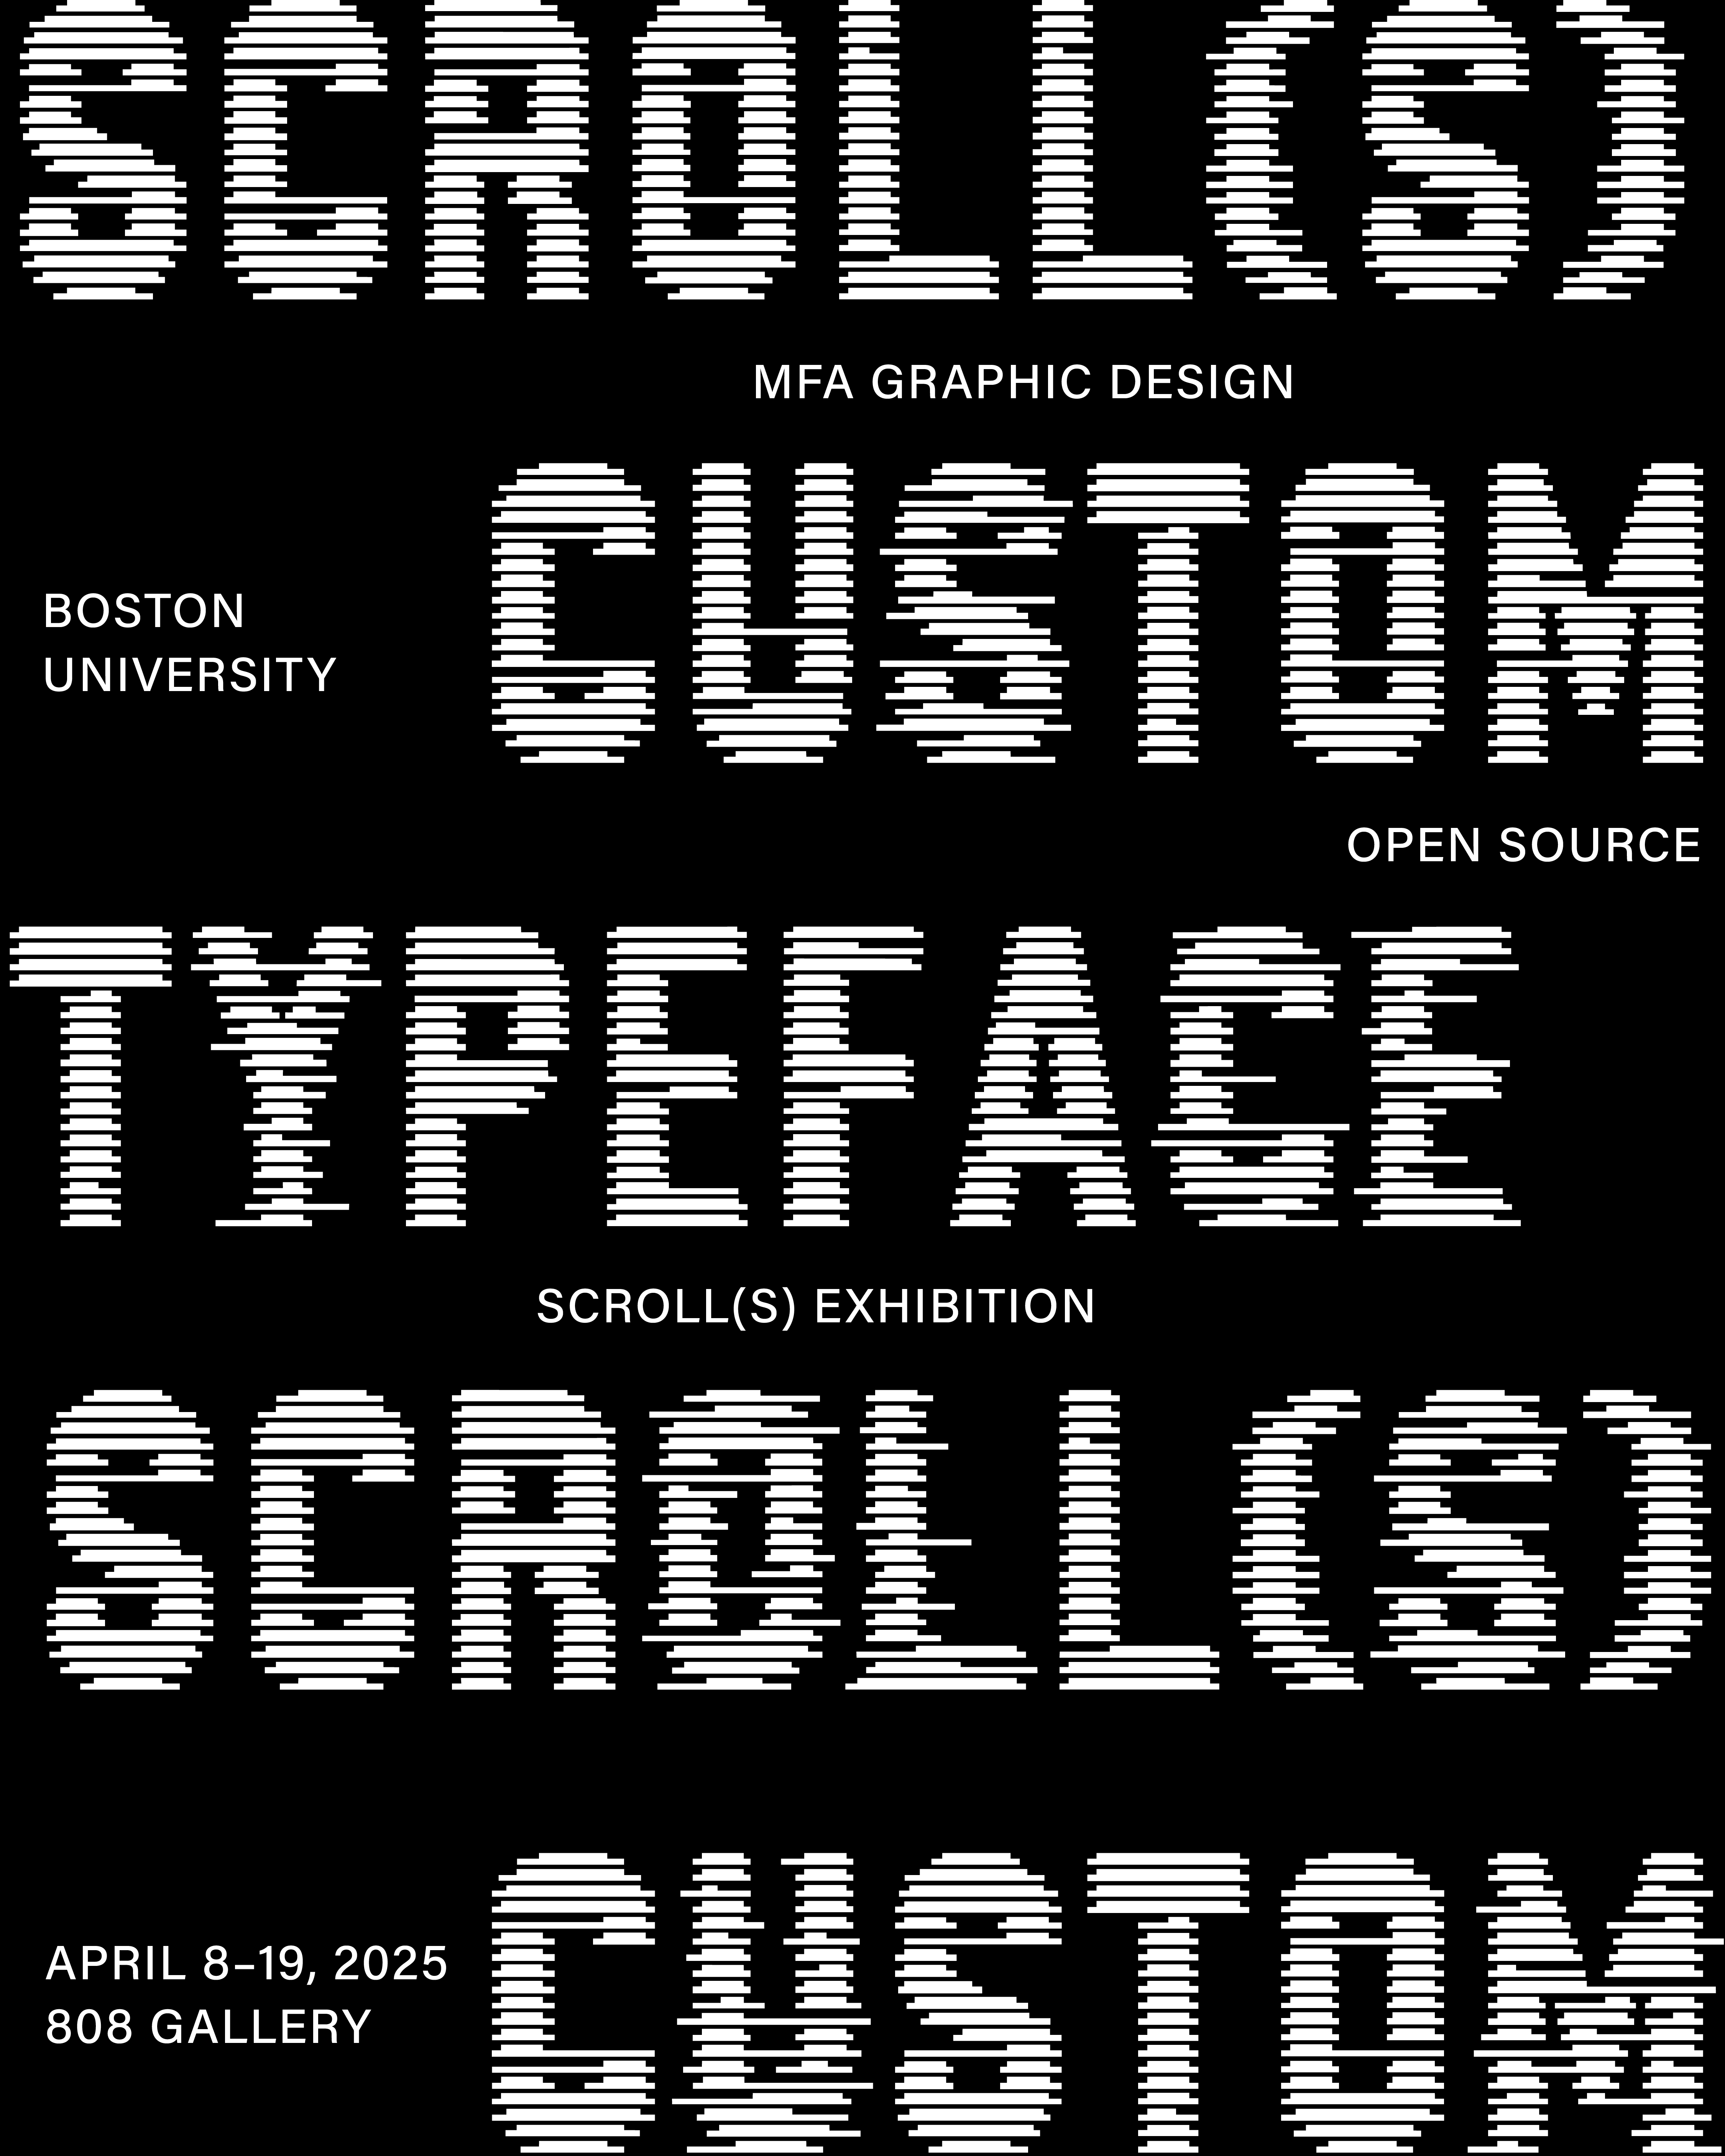 SCROLL(S)
MFA GRAPHIC DESIGN
CUSTOM
BOSTON
UNIVERSITY
OPEN SOURCE
TYPEFACE
SCROLL(S) EXHIBITION
SCROLL(S)
CUSTOM
APRIL 8–19, 2025
808 GALLERY